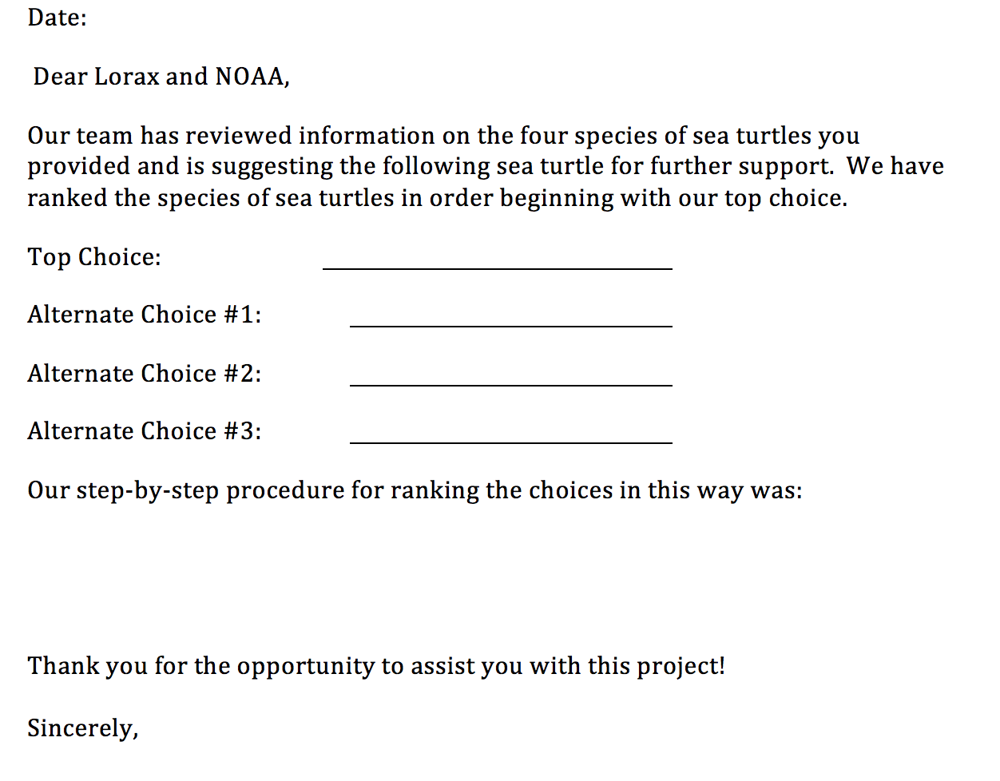 Date:
Dear Lorax and NOAA,
Our team has reviewed information on the four species of sea turtles you
provided and is suggesting the following sea turtle for further support.  We have
ranked the species of sea turtles in order beginning with our top choice.
Top Choice:
Alternate Choice #1:
Alternate Choice #2:
Alternate Choice #3:
Our step-by-step procedure for ranking the choices in this way was:
Thank you for the opportunity to assist you with this project!
Sincerely,